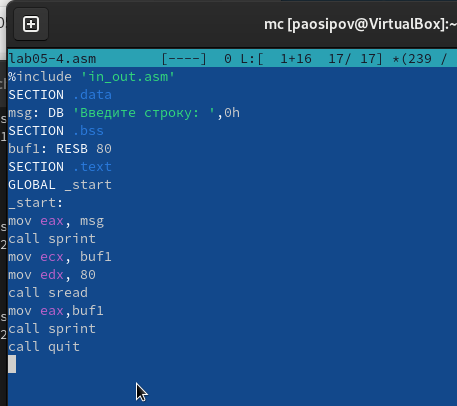 mc [paosipov@VirtualBox]:~
lab05-4.asm [----] 0 L:[ 1+16 17/ 17] *(239 /
%include 'in_out.asm'
SECTION .data
msg: DB 'Введите строку: ',0h
SECTION .bss
buf1: RESB 80
SECTION .text
GLOBAL _start
_start:
mov eax, msg
call sprint
mov ecx, buf1
mov edx, 80
call sread
mov eax,buf1
call sprint
call quit